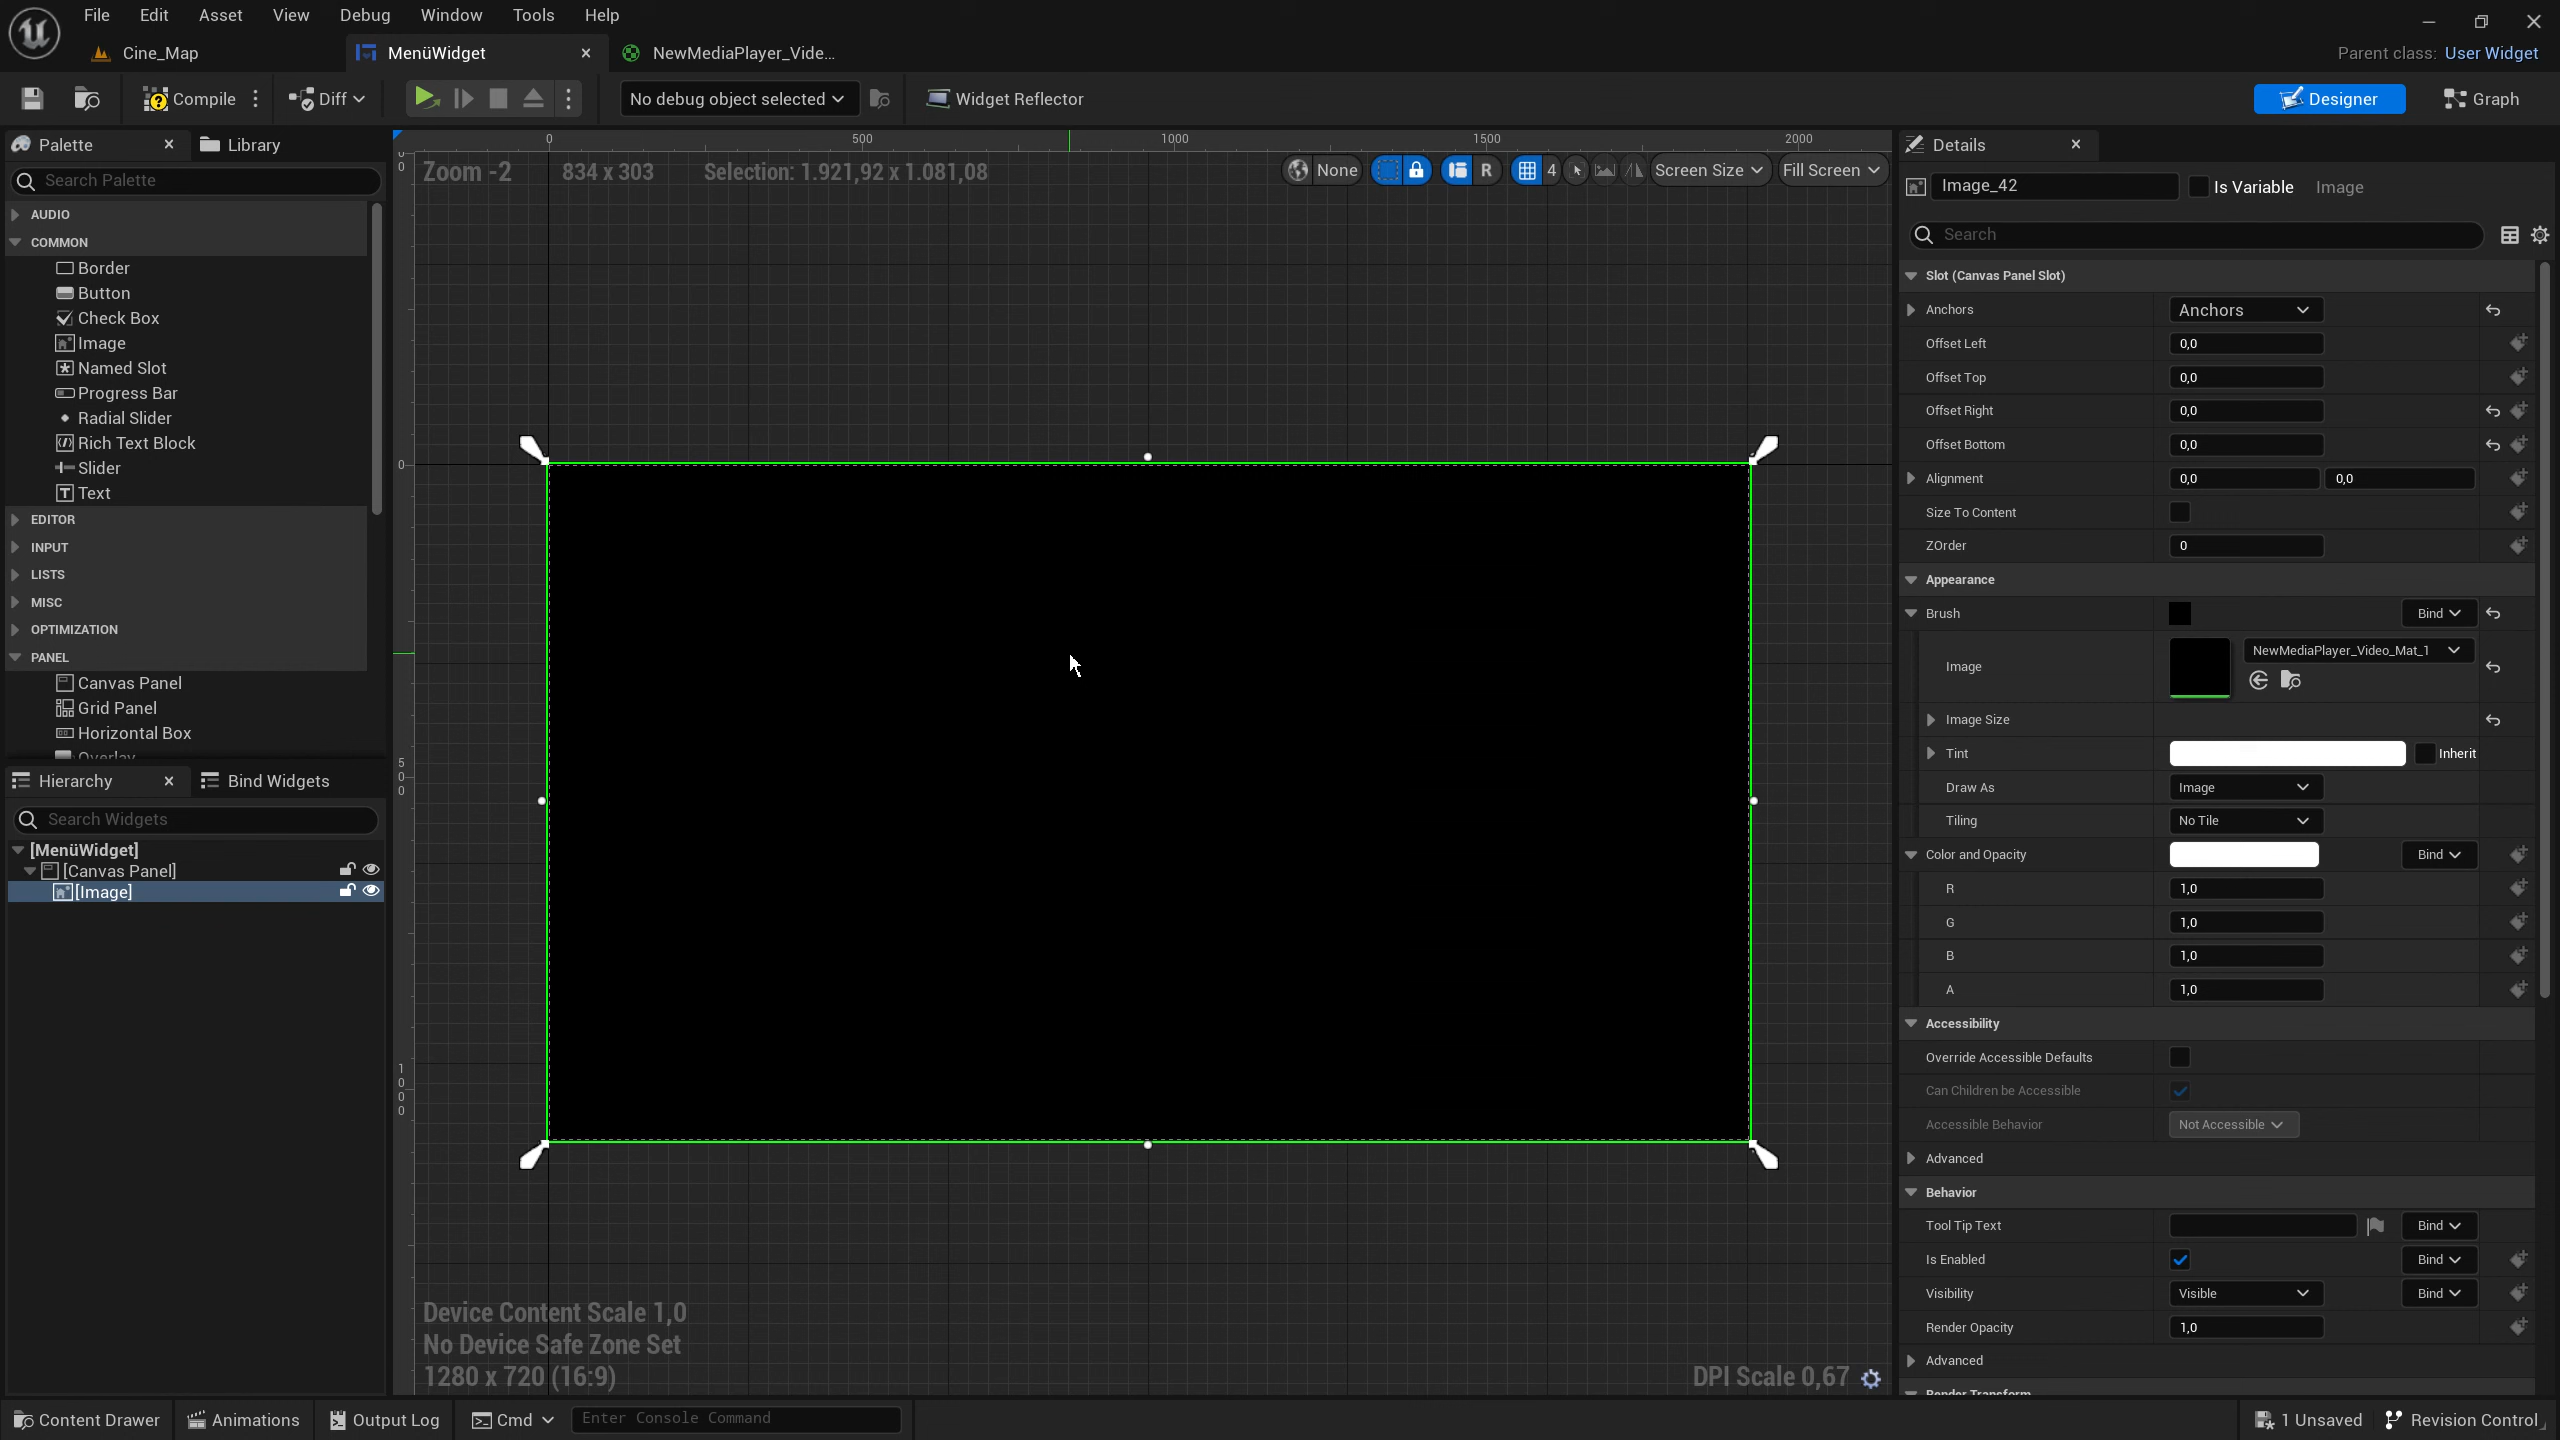 File Edit Asset View Debug Window Tools Help
Cine_Map
MenüWidget
NewMediaPlayer_Vide...
Parent class: User Widget
Compile
Diff
No debug object selected
Widget Reflector
Designer
Graph
Palette
Library
Search Palette
AUDIO
COMMON
Border
Button
Check Box
Image
Named Slot
Progress Bar
Radial Slider
Rich Text Block
Slider
Text
EDITOR
INPUT
LISTS
MISC
OPTIMIZATION
PANEL
Canvas Panel
Grid Panel
Horizontal Box
Overlay
Hierarchy
Bind Widgets
Search Widgets
[MenüWidget]
[Canvas Panel]
[Image]
0 500 1000 1500 2000
0
0
500
1000
Zoom -2
834 x 303
Selection: 1.921,92 x 1.081,08
None
R
4
Screen Size
Fill Screen
Device Content Scale 1,0
No Device Safe Zone Set
1280 x 720 (16:9)
DPI Scale 0,67
Details
Image_42
Is Variable
Image
Search
Slot (Canvas Panel Slot)
Anchors Anchors
Offset Left 0,0
Offset Top 0,0
Offset Right 0,0
Offset Bottom 0,0
Alignment 0,0 0,0
Size To Content
ZOrder 0
Appearance
Brush Bind
Image NewMediaPlayer_Video_Mat_1
Image Size
Tint Inherit
Draw As Image
Tiling No Tile
Color and Opacity Bind
R 1,0
G 1,0
B 1,0
A 1,0
Accessibility
Override Accessible Defaults
Can Children be Accessible
Accessible Behavior Not Accessible
Advanced
Behavior
Tool Tip Text Bind
Is Enabled Bind
Visibility Visible Bind
Render Opacity 1,0
Advanced
Render Transform
Content Drawer
Animations
Output Log
Cmd
Enter Console Command
1 Unsaved
Revision Control